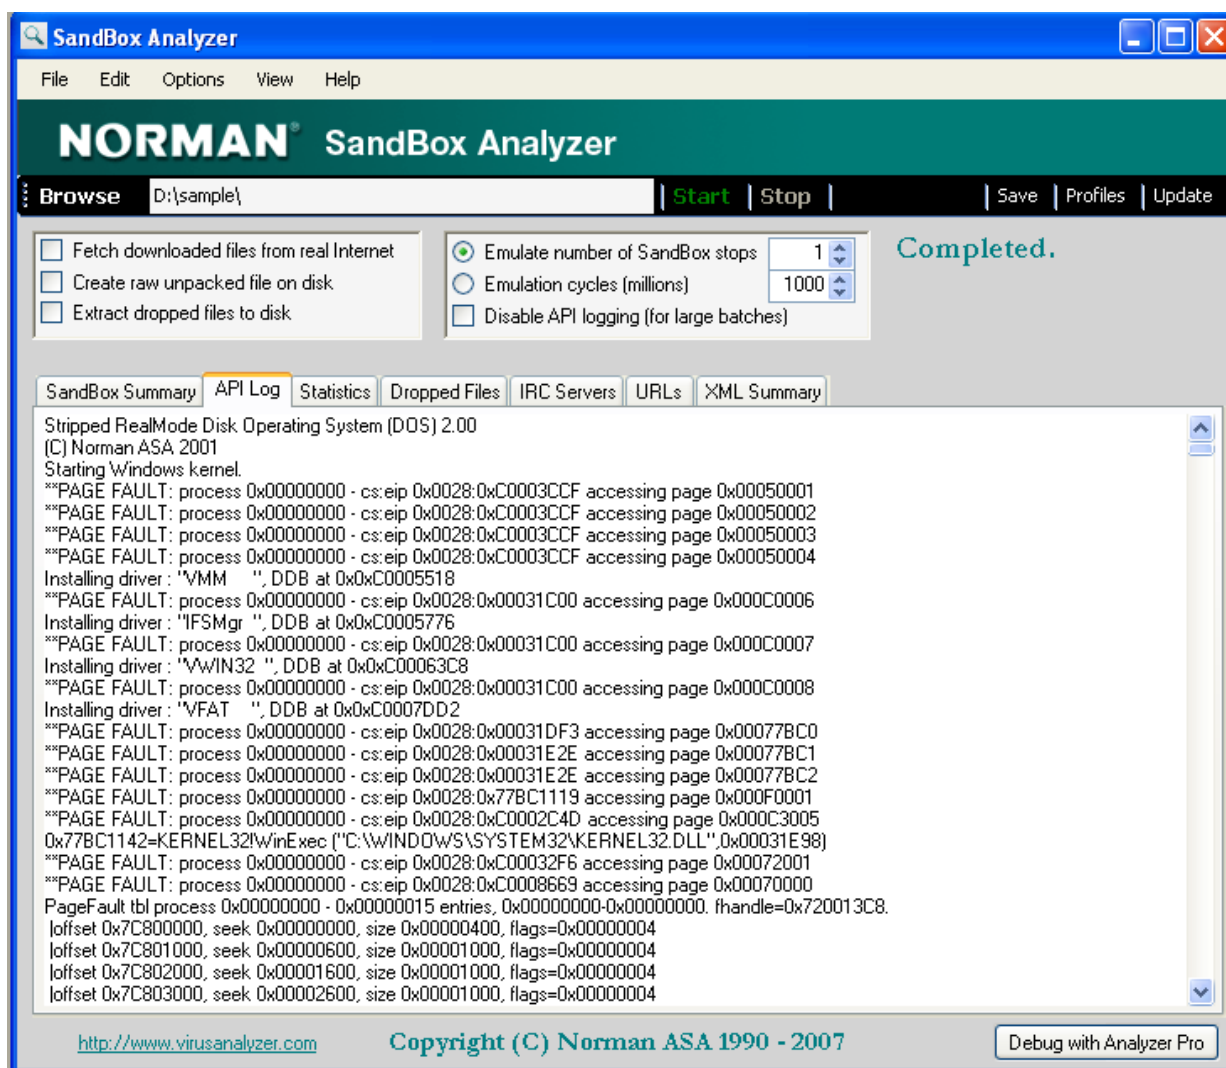 SandBox Analyzer
File Edit Options View Help
NORMAN® SandBox Analyzer
Browse D:\sample\ Start Stop Save Profiles Update
Fetch downloaded files from real Internet
Create raw unpacked file on disk
Extract dropped files to disk
Emulate number of SandBox stops 1
Emulation cycles (millions) 1000
Disable API logging (for large batches)
Completed.
SandBox Summary API Log Statistics Dropped Files IRC Servers URLs XML Summary
Stripped RealMode Disk Operating System (DOS) 2.00
(C) Norman ASA 2001
Starting Windows kernel.
**PAGE FAULT: process 0x00000000 - cs:eip 0x0028:0xC0003CCF accessing page 0x00050001
**PAGE FAULT: process 0x00000000 - cs:eip 0x0028:0xC0003CCF accessing page 0x00050002
**PAGE FAULT: process 0x00000000 - cs:eip 0x0028:0xC0003CCF accessing page 0x00050003
**PAGE FAULT: process 0x00000000 - cs:eip 0x0028:0xC0003CCF accessing page 0x00050004
Installing driver : "VMM     ", DDB at 0x0xC0005518
**PAGE FAULT: process 0x00000000 - cs:eip 0x0028:0x00031C00 accessing page 0x000C0006
Installing driver : "IFSMgr  ", DDB at 0x0xC0005776
**PAGE FAULT: process 0x00000000 - cs:eip 0x0028:0x00031C00 accessing page 0x000C0007
Installing driver : "VWIN32  ", DDB at 0x0xC00063C8
**PAGE FAULT: process 0x00000000 - cs:eip 0x0028:0x00031C00 accessing page 0x000C0008
Installing driver : "VFAT    ", DDB at 0x0xC0007DD2
**PAGE FAULT: process 0x00000000 - cs:eip 0x0028:0x00031DF3 accessing page 0x00077BC0
**PAGE FAULT: process 0x00000000 - cs:eip 0x0028:0x00031E2E accessing page 0x00077BC1
**PAGE FAULT: process 0x00000000 - cs:eip 0x0028:0x00031E2E accessing page 0x00077BC2
**PAGE FAULT: process 0x00000000 - cs:eip 0x0028:0x77BC1119 accessing page 0x000F0001
**PAGE FAULT: process 0x00000000 - cs:eip 0x0028:0xC0002C4D accessing page 0x000C3005
0x77BC1142=KERNEL32!WinExec ("C:\WINDOWS\SYSTEM32\KERNEL32.DLL",0x00031E98)
**PAGE FAULT: process 0x00000000 - cs:eip 0x0028:0xC00032F6 accessing page 0x00072001
**PAGE FAULT: process 0x00000000 - cs:eip 0x0028:0xC0008669 accessing page 0x00070000
PageFault tbl process 0x00000000 - 0x00000015 entries, 0x00000000-0x00000000. fhandle=0x720013C8.
|offset 0x7C800000, seek 0x00000000, size 0x00000400, flags=0x00000004
|offset 0x7C801000, seek 0x00000600, size 0x00001000, flags=0x00000004
|offset 0x7C802000, seek 0x00001600, size 0x00001000, flags=0x00000004
|offset 0x7C803000, seek 0x00002600, size 0x00001000, flags=0x00000004
http://www.virusanalyzer.com Copyright (C) Norman ASA 1990 - 2007 Debug with Analyzer Pro